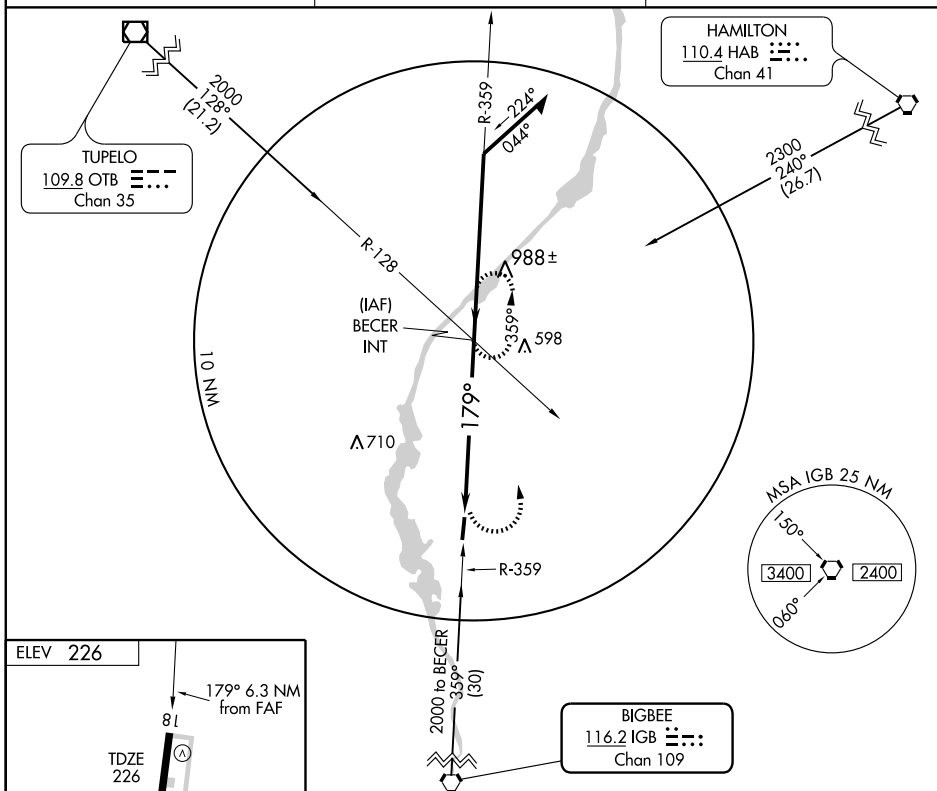 HAMILTON
110.4 HAB
Chan 41
2000
128°
(21.2)
R-359
224°
044°
2300
240°
(26.7)
TUPELO
109.8 OTB
Chan 35
R-128
988±
(IAF)
BECER
INT
359°
598
10 NM
179°
710
MSA IGB 25 NM
150°
3400
2400
060°
R-359
2000 to BECER
359°
(30)
ELEV 226
179° 6.3 NM
from FAF
18
V
TDZE
226
BIGBEE
116.2 IGB
Chan 109